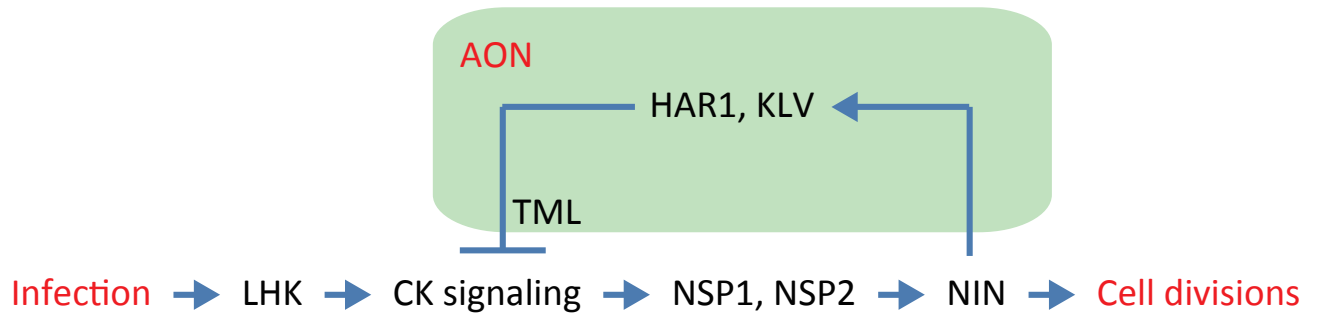 AON
HAR1, KLV
TML
Infection LHK CK signaling NSP1, NSP2 NIN Cell divisions